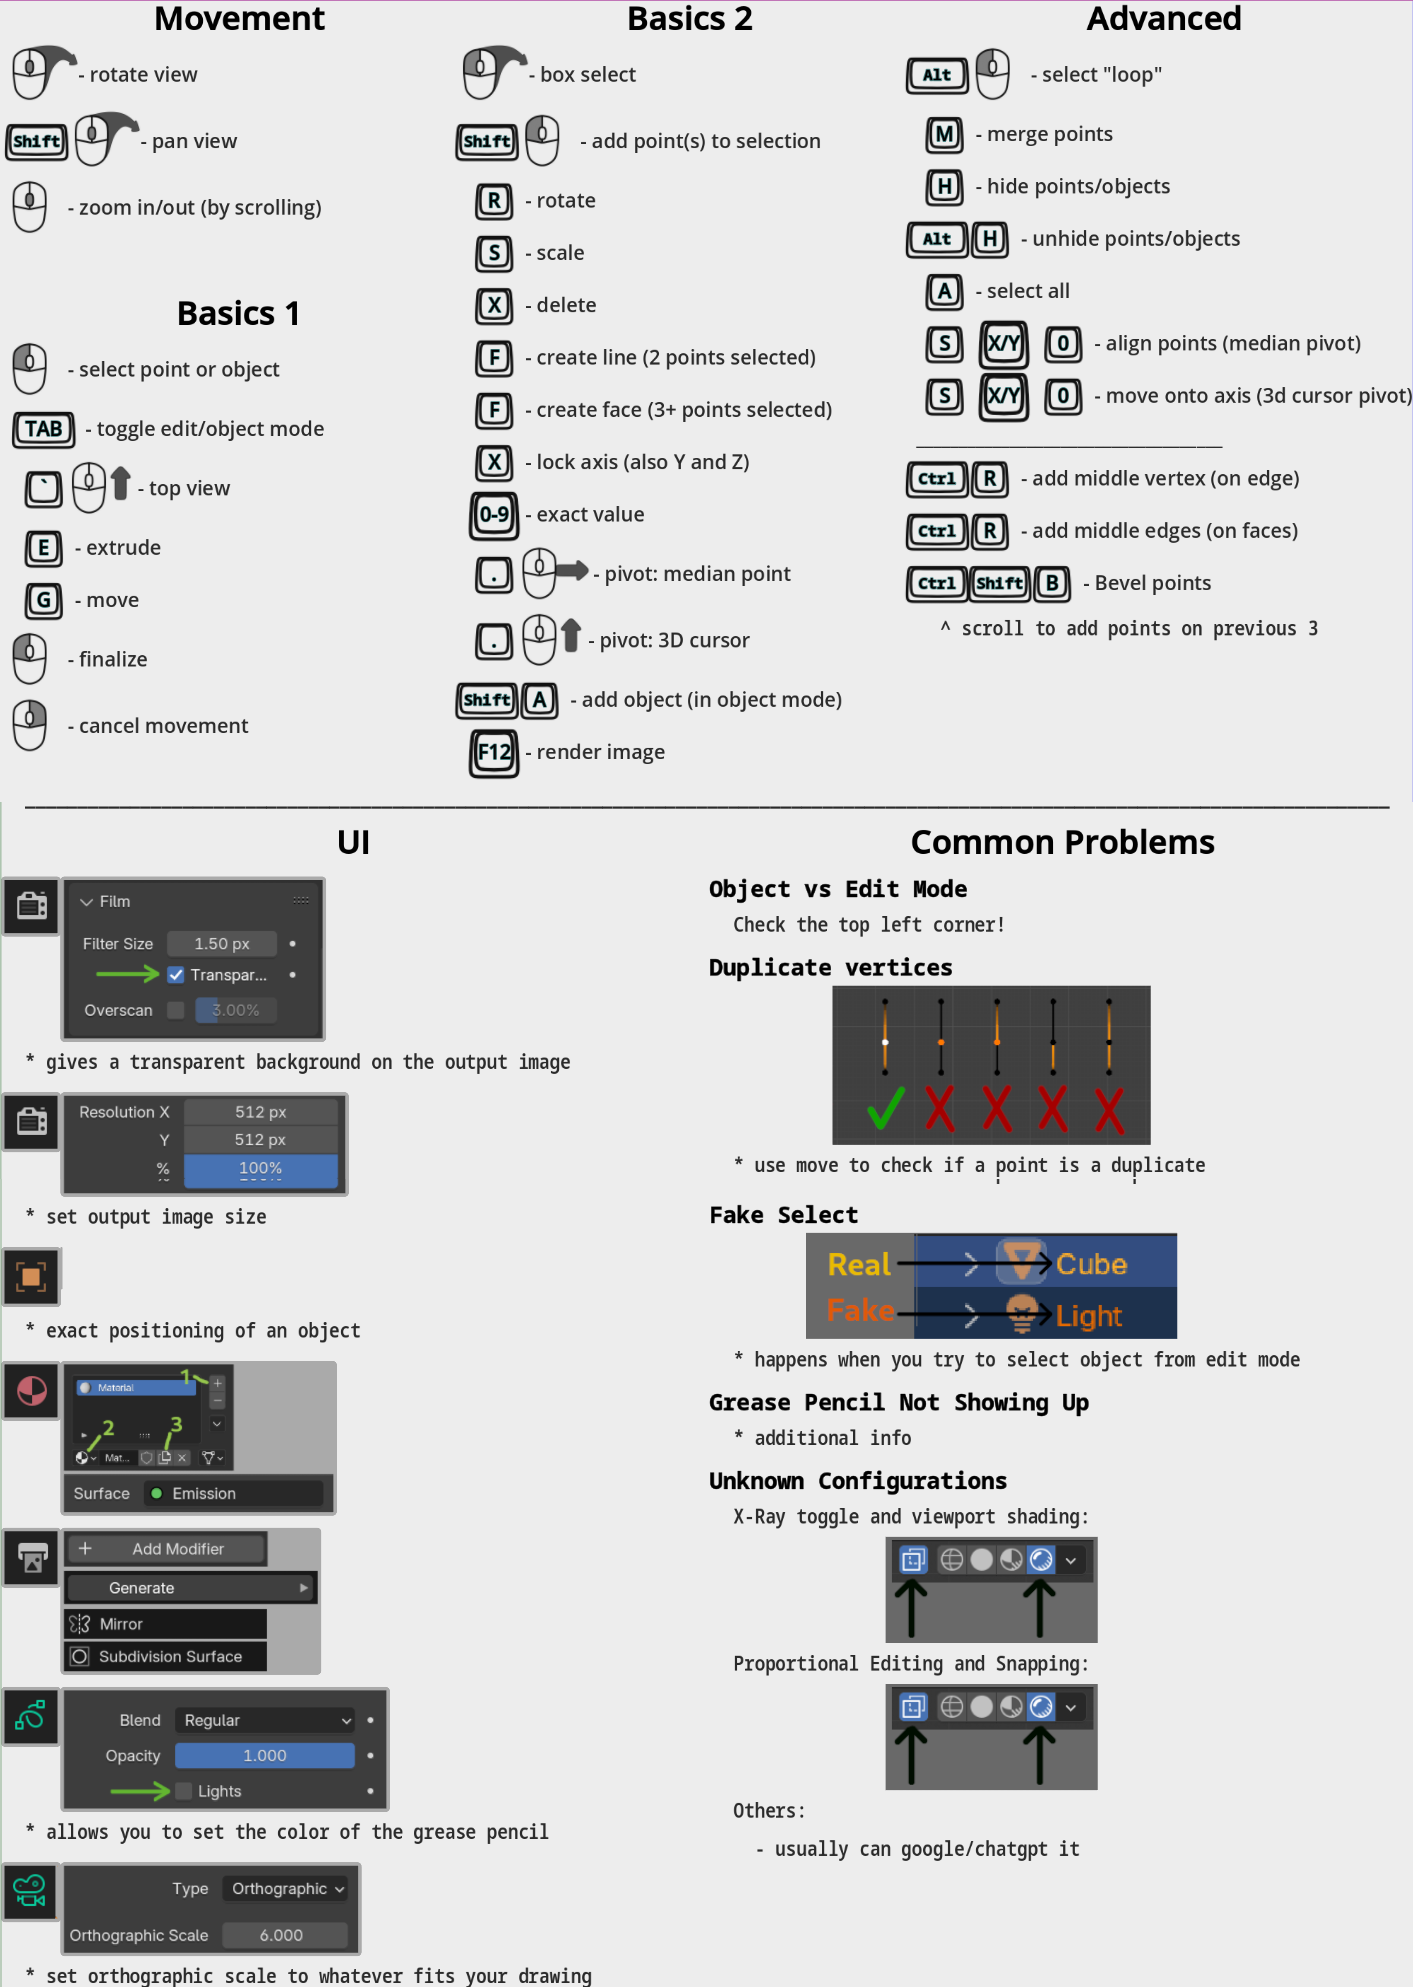 Movement
- rotate view
Shift - pan view
- zoom in/out (by scrolling)
Basics 1
- select point or object
TAB - toggle edit/object mode
` - top view
E - extrude
G - move
- finalize
- cancel movement
Basics 2
- box select
Shift - add point(s) to selection
R - rotate
S - scale
X - delete
F - create line (2 points selected)
F - create face (3+ points selected)
X - lock axis (also Y and Z)
0-9 - exact value
. - pivot: median point
. - pivot: 3D cursor
Shift A - add object (in object mode)
F12 - render image
Advanced
Alt - select "loop"
M - merge points
H - hide points/objects
Alt H - unhide points/objects
A - select all
S X/Y 0 - align points (median pivot)
S X/Y 0 - move onto axis (3d cursor pivot)
Ctrl R - add middle vertex (on edge)
Ctrl R - add middle edges (on faces)
Ctrl Shift B - Bevel points
^ scroll to add points on previous 3
UI
Film
Filter Size 1.50 px
Transpar...
Overscan 3.00%
* gives a transparent background on the output image
Resolution X 512 px
Y 512 px
% 100%
* set output image size
* exact positioning of an object
Material 1
2 3
Mat...
Surface Emission
+ Add Modifier
Generate
Mirror
Subdivision Surface
Blend Regular
Opacity 1.000
Lights
* allows you to set the color of the grease pencil
Type Orthographic
Orthographic Scale 6.000
* set orthographic scale to whatever fits your drawing
Common Problems
Object vs Edit Mode
Check the top left corner!
Duplicate vertices
* use move to check if a point is a duplicate
Fake Select
Real Cube
Fake Light
* happens when you try to select object from edit mode
Grease Pencil Not Showing Up
* additional info
Unknown Configurations
X-Ray toggle and viewport shading:
Proportional Editing and Snapping:
Others:
- usually can google/chatgpt it